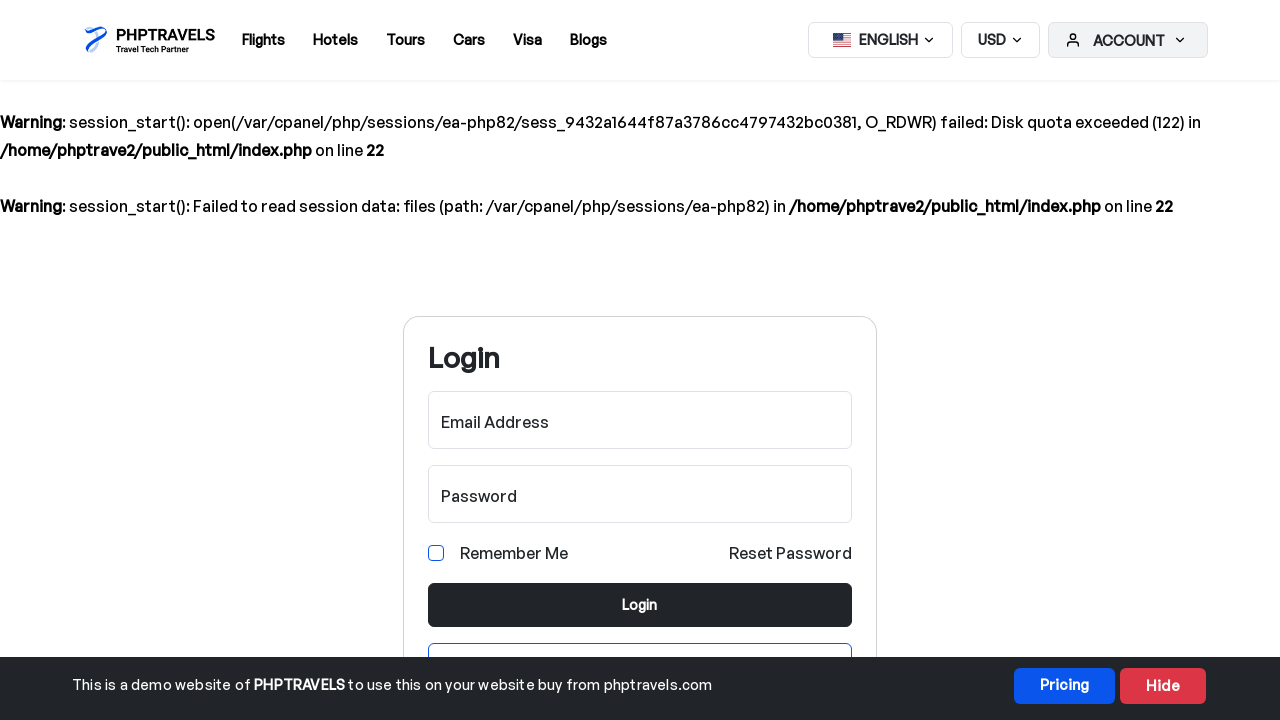 PHPTRAVELS
Travel Tech Partner
Flights Hotels Tours Cars Visa Blogs
ENGLISH USD ACCOUNT
Warning: session_start(): open(/var/cpanel/php/sessions/ea-php82/sess_9432a1644f87a3786cc4797432bc0381, O_RDWR) failed: Disk quota exceeded (122) in
/home/phptrave2/public_html/index.php on line 22
Warning: session_start(): Failed to read session data: files (path: /var/cpanel/php/sessions/ea-php82) in /home/phptrave2/public_html/index.php on line 22
Login
Email Address
Password
Remember Me Reset Password
Login
This is a demo website of PHPTRAVELS to use this on your website buy from phptravels.com Pricing Hide